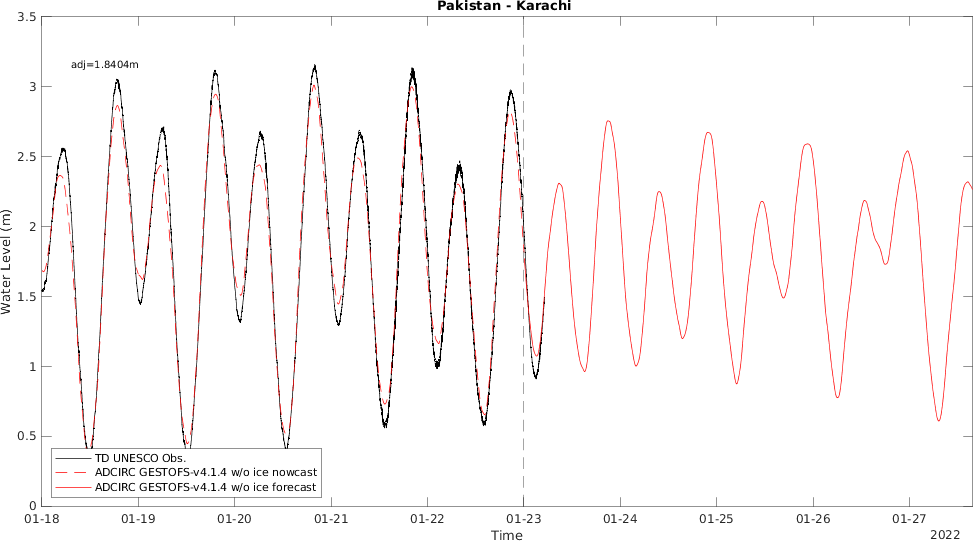 Pakistan - Karachi
adj=1.8404m
3.5
3
2.5
2
1.5
1
0.5
0
Water Level (m)
TD UNESCO Obs.
ADCIRC GESTOFS-v4.1.4 w/o ice nowcast
ADCIRC GESTOFS-v4.1.4 w/o ice forecast
01-18 01-19 01-20 01-21 01-22 01-23 01-24 01-25 01-26 01-27
Time
2022